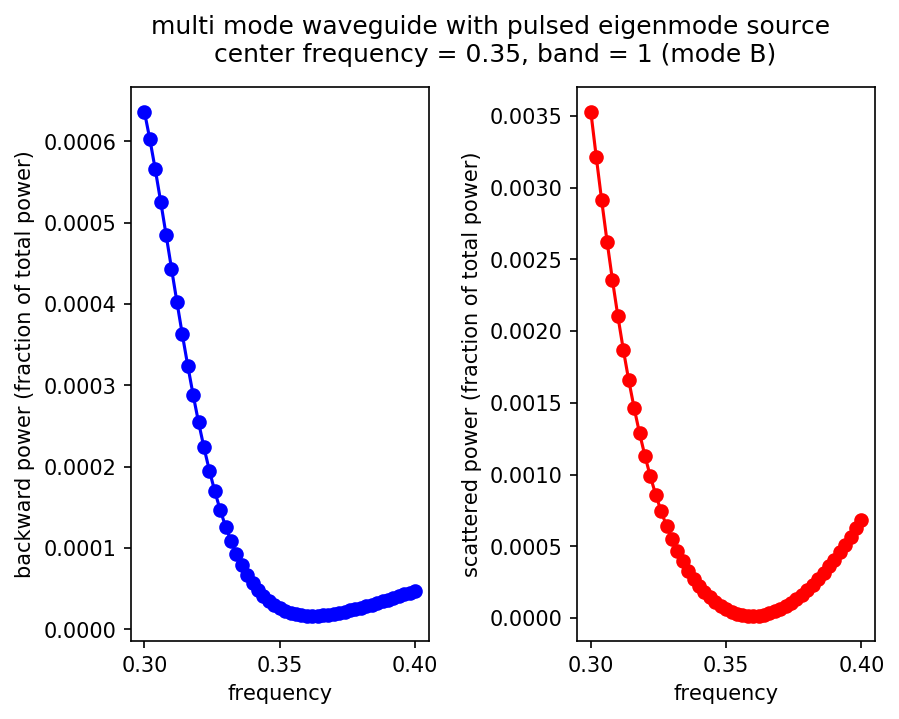 multi mode waveguide with pulsed eigenmode source
center frequency = 0.35, band = 1 (mode B)
backward power (fraction of total power)
0.0006
0.0005
0.0004
0.0003
0.0002
0.0001
0.0000
0.30 0.35 0.40
frequency
scattered power (fraction of total power)
0.0035
0.0030
0.0025
0.0020
0.0015
0.0010
0.0005
0.0000
0.30 0.35 0.40
frequency